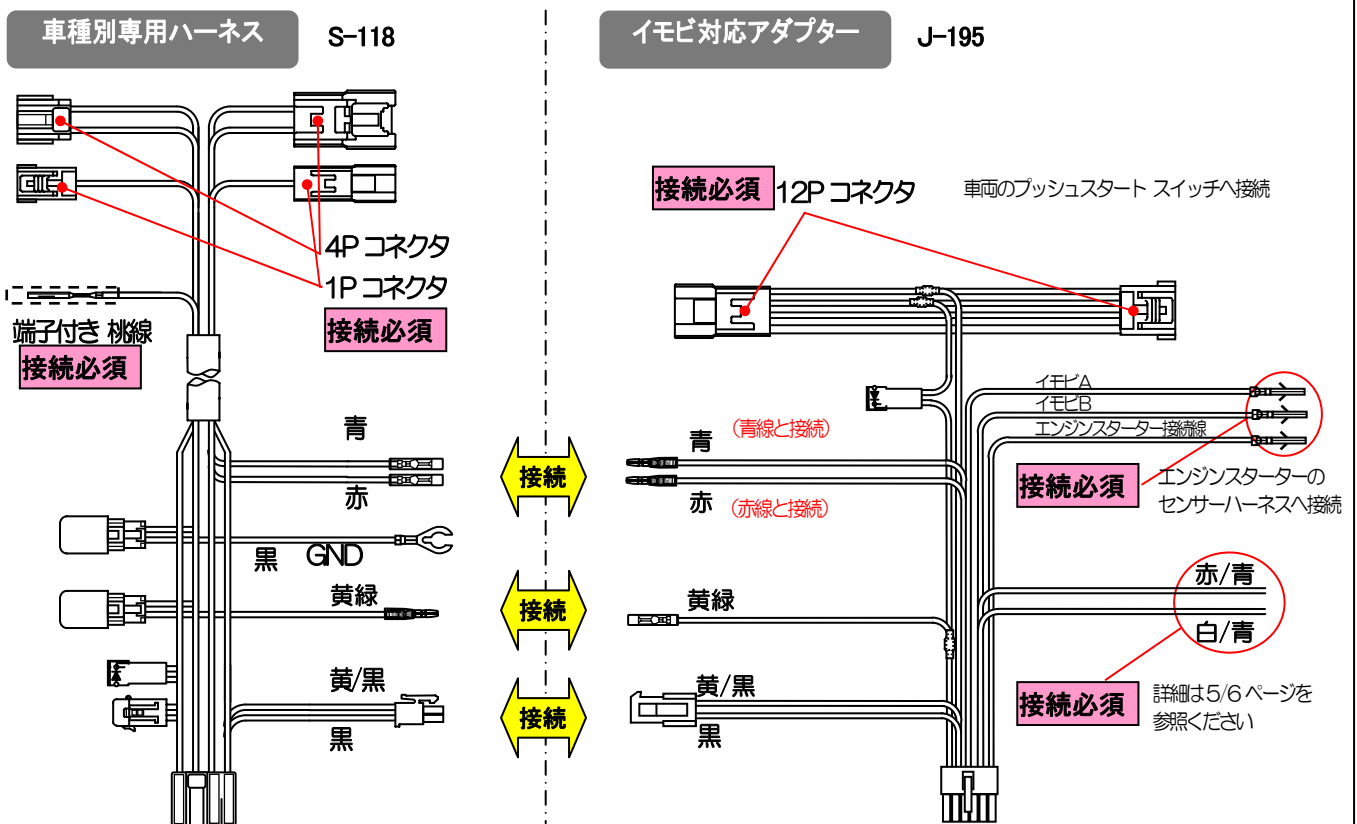 車種別専用ハーネス
S-118
4P コネクタ
1P コネクタ
接続必須
端子付き 桃線
接続必須
青
赤
黒 GND
黄緑
黄/黒
黒
接続
接続
接続
イモビ対応アダプター
J-195
接続必須
12P コネクタ
車両のプッシュスタート スイッチへ接続
イモビA
イモビB
エンジンスターター接続線
青
(青線と接続)
赤
(赤線と接続)
接続必須
エンジンスターターの
センサーハーネスへ接続
黄緑
赤/青
白/青
黄/黒
黒
接続必須
詳細は5/6 ページを
参照ください